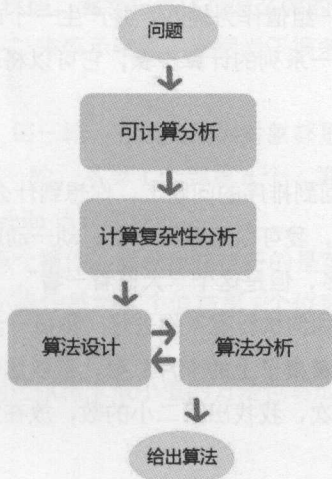 问题
可计算分析
计算复杂性分析
算法设计
算法分析
给出算法